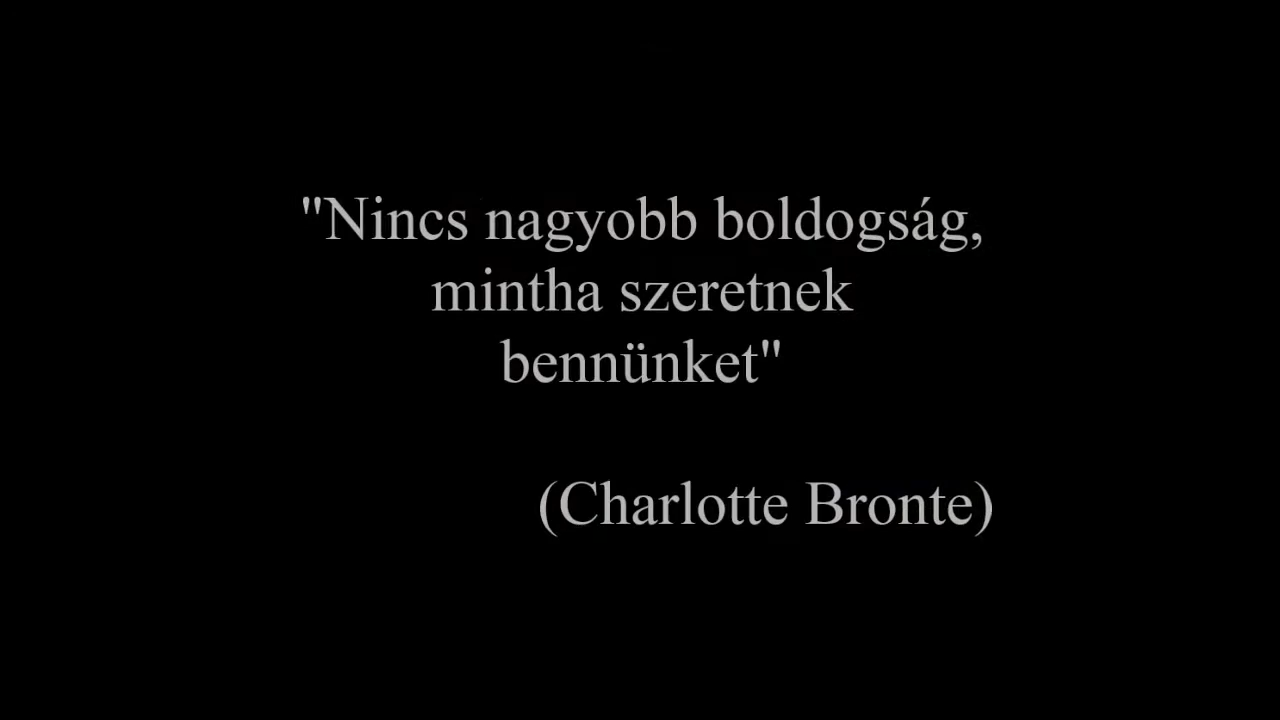 "Nincs nagyobb boldogság,
mintha szeretnek
bennünket"
(Charlotte Bronte)